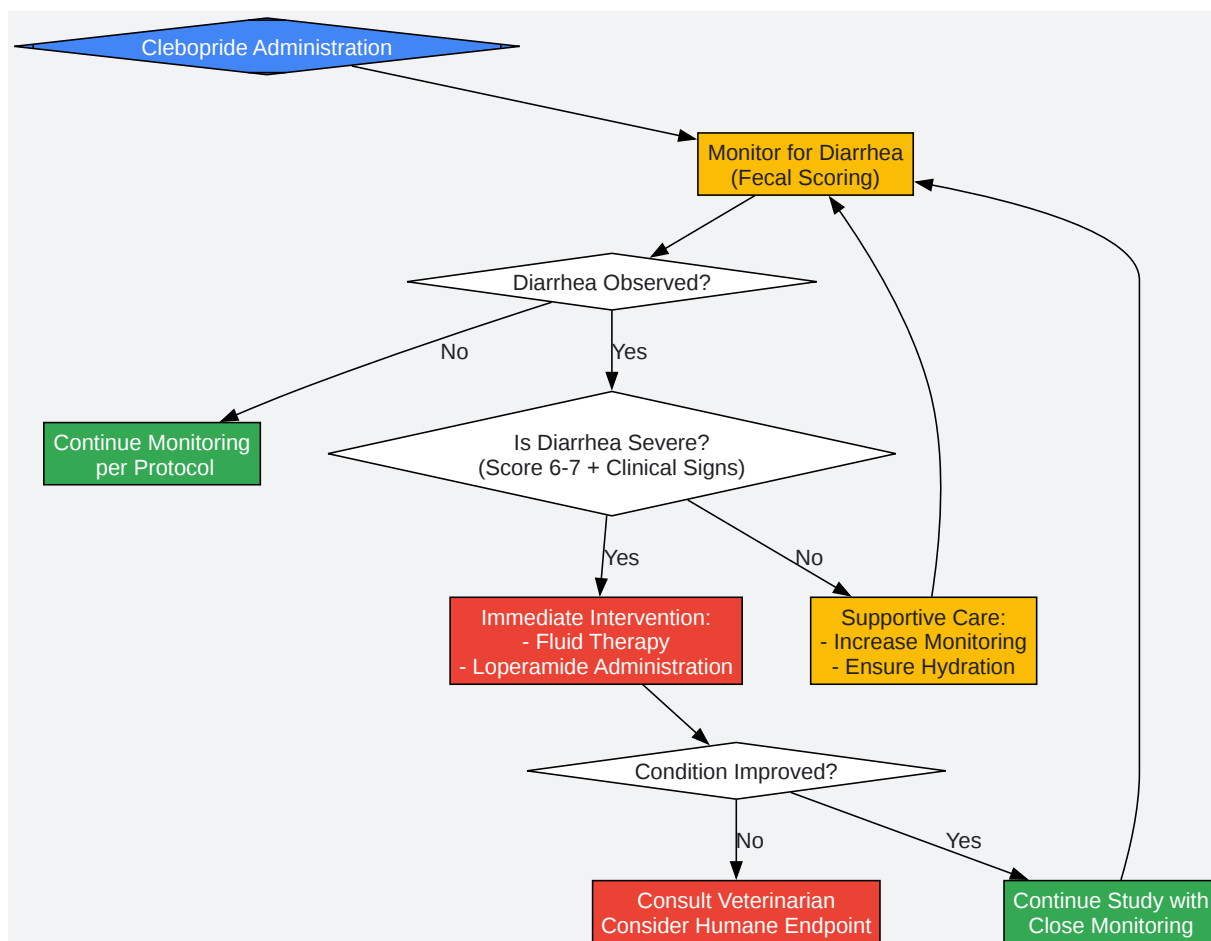 Clebopride Administration
Monitor for Diarrhea
(Fecal Scoring)
Diarrhea Observed?
No
Yes
Continue Monitoring
per Protocol
Is Diarrhea Severe?
(Score 6-7 + Clinical Signs)
Yes
No
Immediate Intervention:
- Fluid Therapy
- Loperamide Administration
Supportive Care:
- Increase Monitoring
- Ensure Hydration
Condition Improved?
No
Yes
Consult Veterinarian
Consider Humane Endpoint
Continue Study with
Close Monitoring